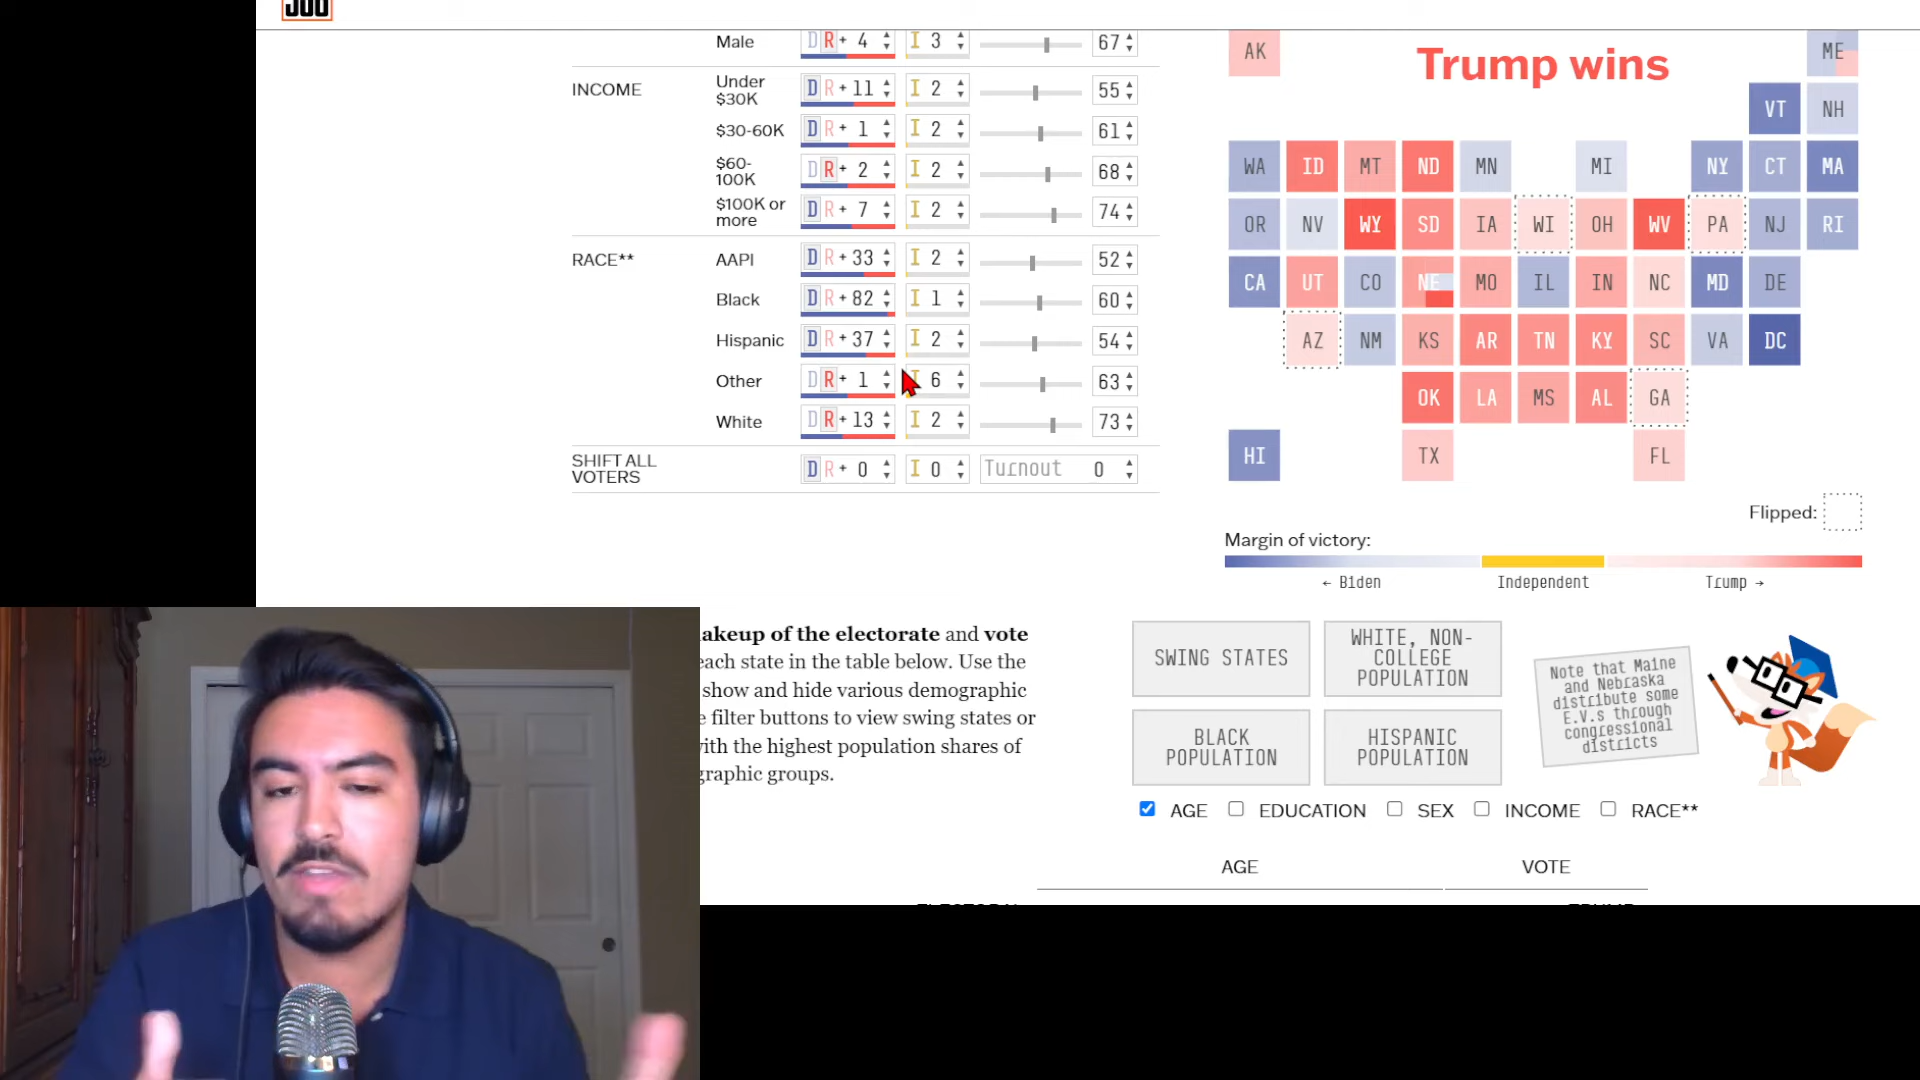 Male D R + 4 I 3 67
INCOME Under $30K D R + 11 I 2 55
$30-60K D R + 1 I 2 61
$60-100K D R + 2 I 2 68
$100K or more D R + 7 I 2 74
RACE** AAPI D R + 33 I 2 52
Black D R + 82 I 1 60
Hispanic D R + 37 I 2 54
Other D R + 1 I 6 63
White D R + 13 I 2 73
SHIFT ALL VOTERS D R + 0 I 0 Turnout 0
Trump wins
AK ME
VT NH
WA ID MT ND MN MI NY CT MA
OR NV WY SD IA WI OH WV PA NJ RI
CA UT CO NE MO IL IN NC MD DE
AZ NM KS AR TN KY SC VA DC
OK LA MS AL GA
HI TX FL
Flipped:
Margin of victory:
← Biden Independent Trump →
akeup of the electorate and vote
each state in the table below. Use the
show and hide various demographic
filter buttons to view swing states or
with the highest population shares of
graphic groups.
SWING STATES
WHITE, NON-
COLLEGE
POPULATION
BLACK
POPULATION
HISPANIC
POPULATION
Note that Maine
and Nebraska
distribute some
E.V.s through
congressional
districts
AGE EDUCATION SEX INCOME RACE**
AGE VOTE